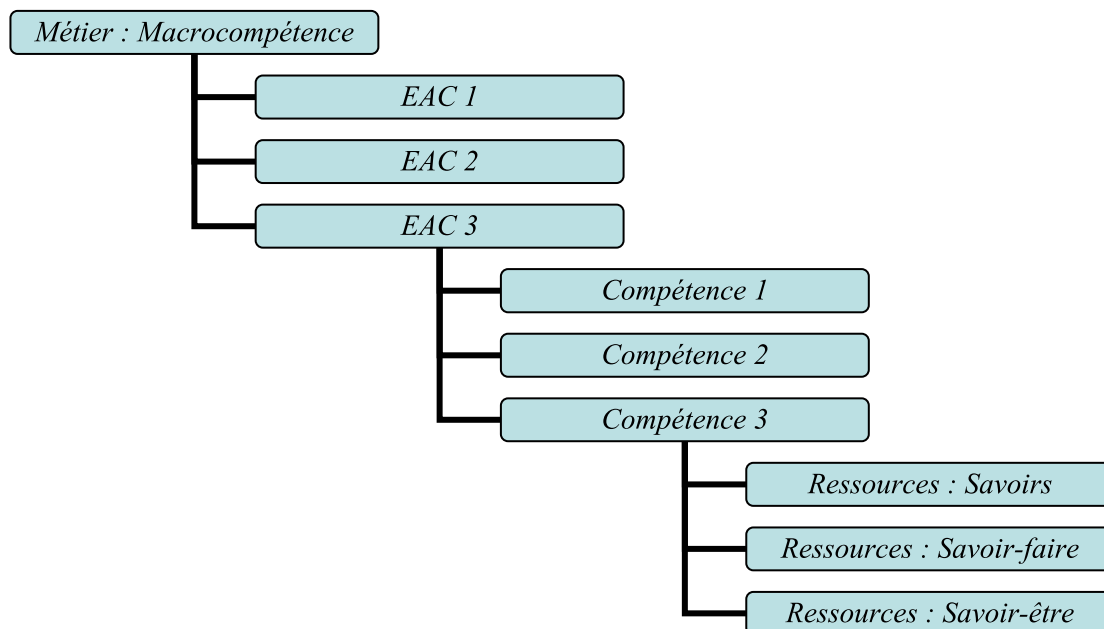 Métier : Macrocompétence
EAC 1
EAC 2
EAC 3
Compétence 1
Compétence 2
Compétence 3
Ressources : Savoirs
Ressources : Savoir-faire
Ressources : Savoir-être